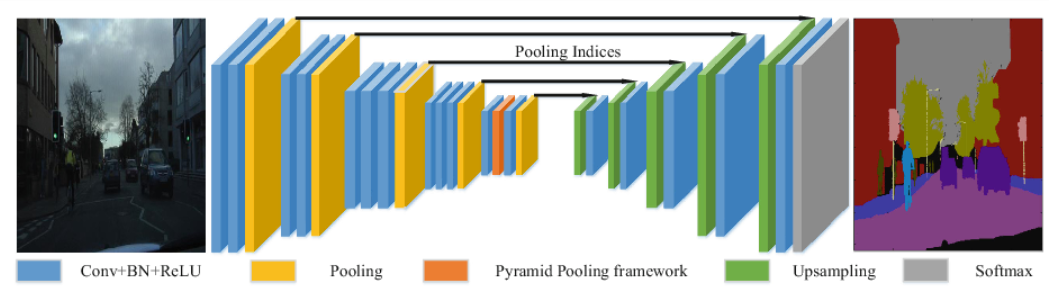 Pooling Indices
Conv+BN+ReLU
Pooling
Pyramid Pooling framework
Upsampling
Softmax